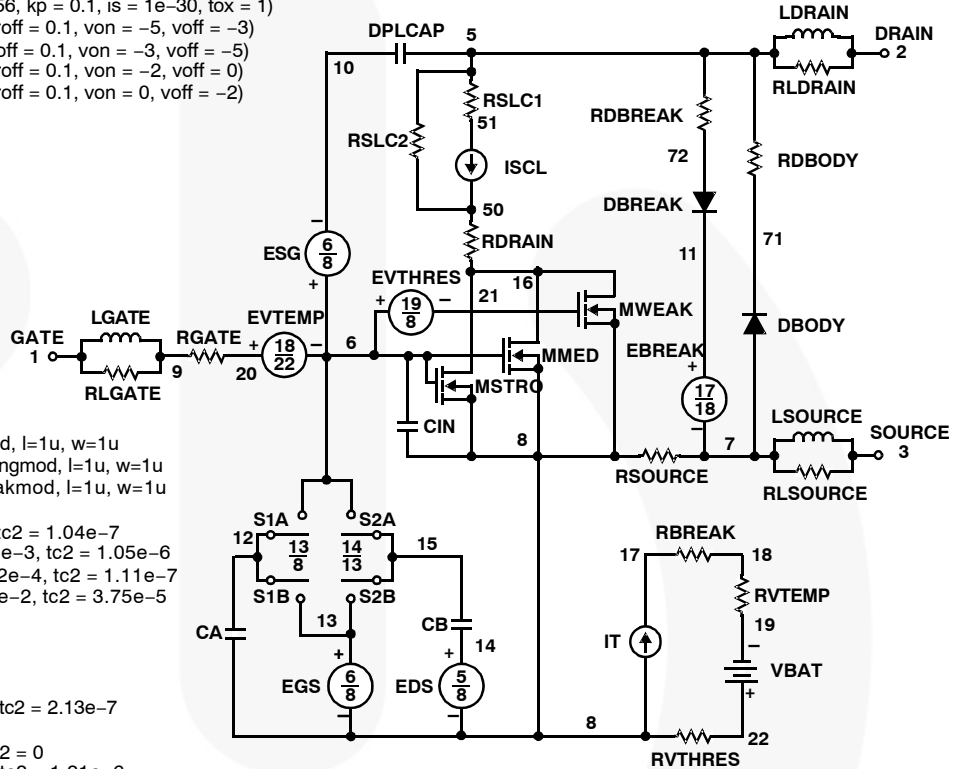 56, kp = 0.1, is = 1e−30, tox = 1)
voff = 0.1, von = −5, voff = −3)
off = 0.1, von = −3, voff = −5)
voff = 0.1, von = −2, voff = 0)
voff = 0.1, von = 0, voff = −2)
LDRAIN
DPLCAP 5 DRAIN
10 2
RLDRAIN
RSLC1
51
RDBREAK
RSLC2
72
RDBODY
ISCL
50
DBREAK
RDRAIN
71
11
ESG
−
6
8
+
EVTHRES
+ 19 −
8
16
21
MWEAK
LGATE
EVTEMP
GATE
RGATE
1
+ 18 −
22
6
DBODY
EBREAK
MMED
9
20
RLGATE
MSTRO
+
17
18
−
CIN
LSOURCE
SOURCE
8
7
3
RSOURCE
RLSOURCE
d, l=1u, w=1u
ngmod, l=1u, w=1u
akmod, l=1u, w=1u
tc2 = 1.04e−7
e−3, tc2 = 1.05e−6
2e−4, tc2 = 1.11e−7
e−2, tc2 = 3.75e−5
S1A S2A
12
13
8
14
13
15
S1B S2B
RBREAK
17 18
RVTEMP
13
CA
CB
19
14
IT
−
VBAT
+
+
EGS
6
8
−
+
EDS
5
8
−
tc2 = 2.13e−7
8
22
RVTHRES
2 = 0